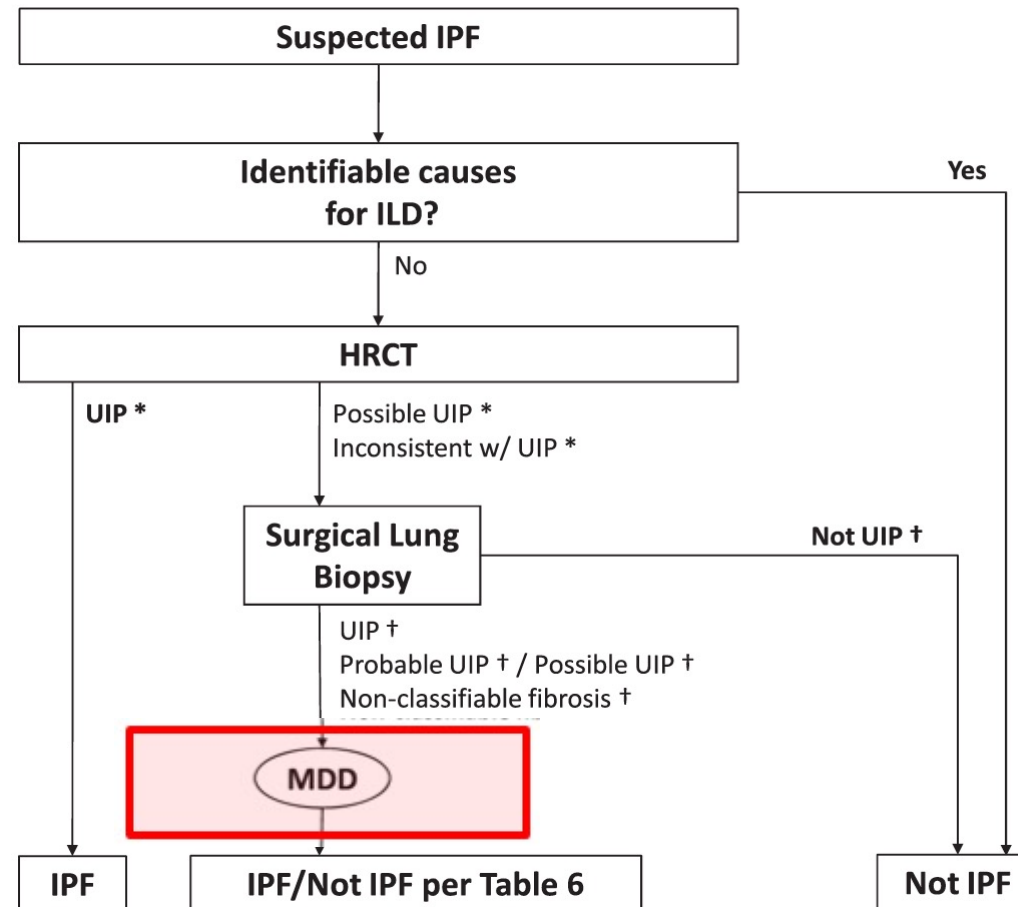 Suspected IPF
Identifiable causes
for ILD?
Yes
No
HRCT
UIP *
Possible UIP *
Inconsistent w/ UIP *
Surgical Lung
Biopsy
Not UIP †
UIP †
Probable UIP † / Possible UIP †
Non-classifiable fibrosis †
MDD
IPF
IPF/Not IPF per Table 6
Not IPF